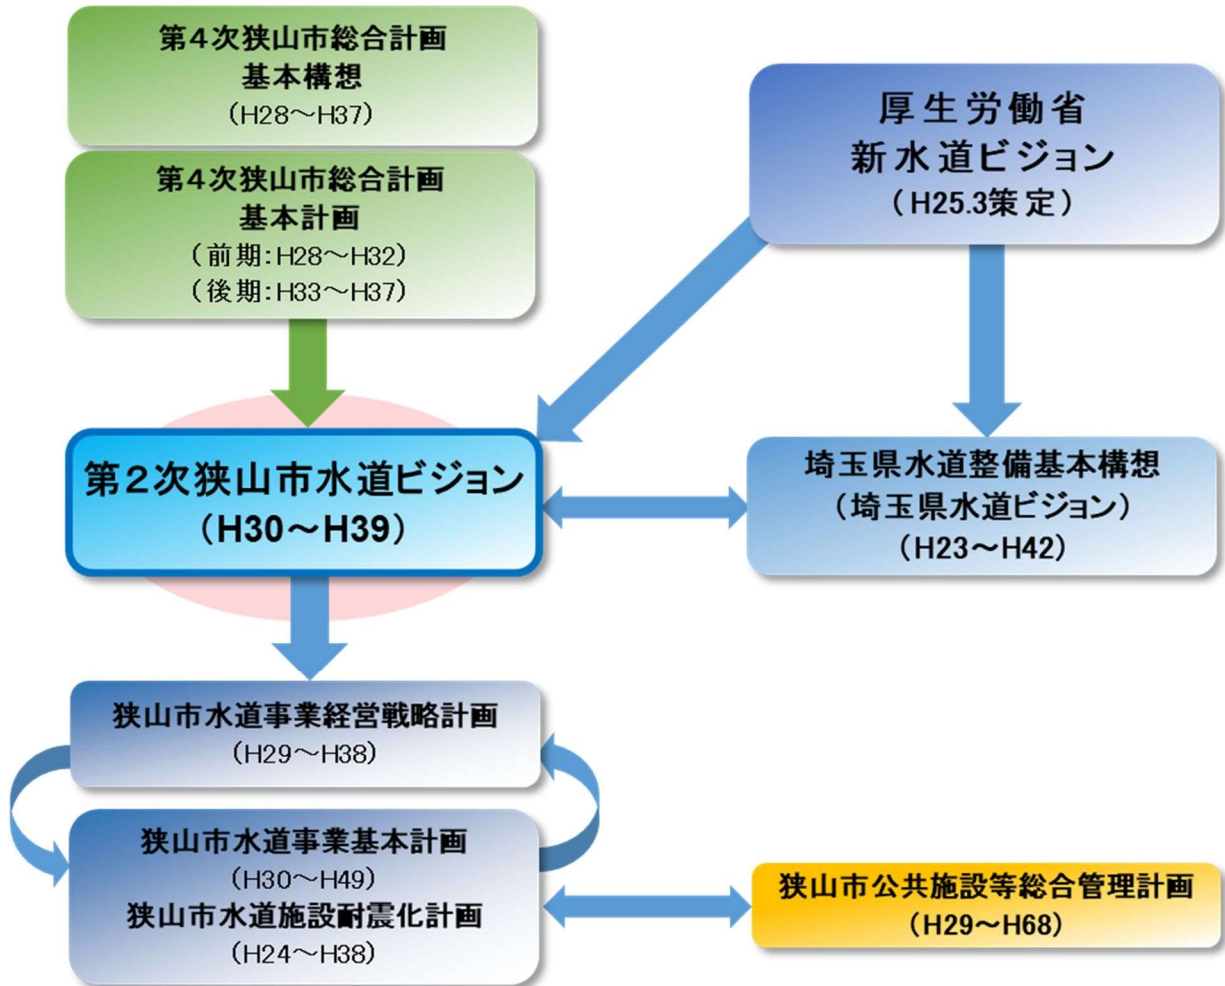 第４次狭山市総合計画
基本構想
（H28～H37）
第４次狭山市総合計画
基本計画
（前期：H28～H32）
（後期：H33～H37）
厚生労働省
新水道ビジョン
（H25.3策定）
第２次狭山市水道ビジョン
（H30～H39）
埼玉県水道整備基本構想
（埼玉県水道ビジョン）
（H23～H42）
狭山市水道事業経営戦略計画
（H29～H38）
狭山市水道事業基本計画
（H30～H49）
狭山市水道施設耐震化計画
（H24～H38）
狭山市公共施設等総合管理計画
（H29～H68）